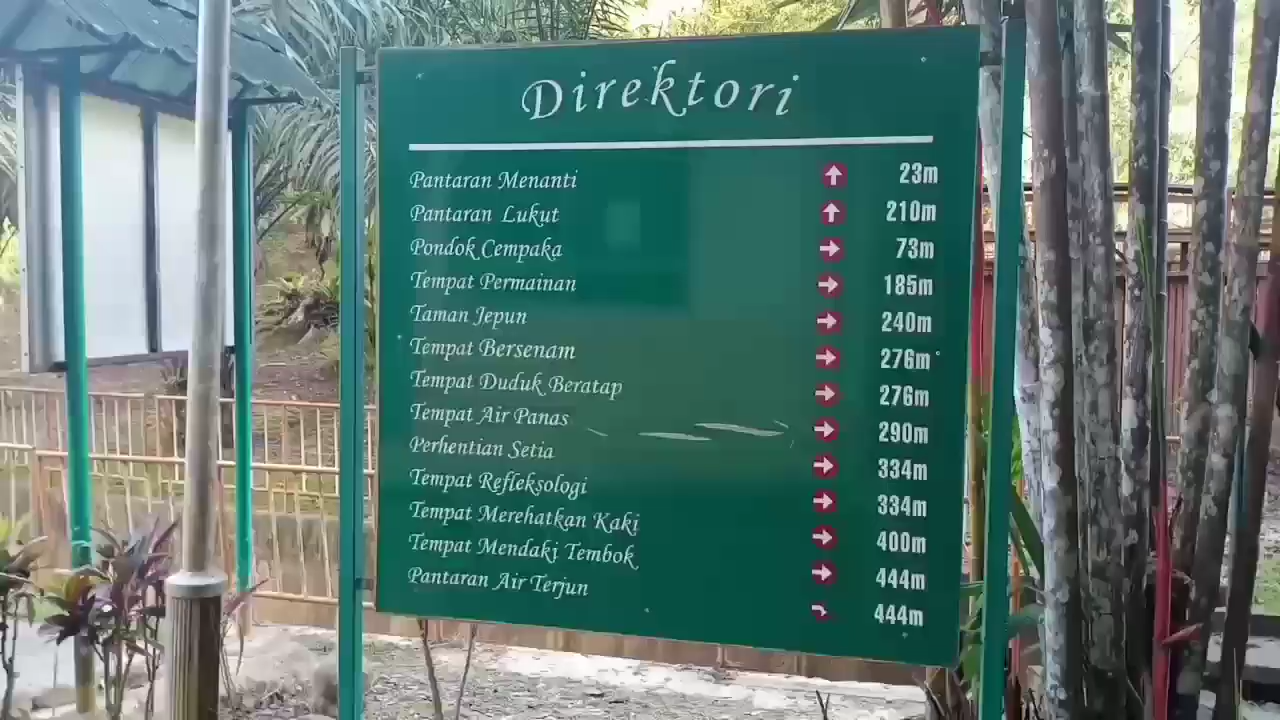 Direktori
Pantaran Menanti 23m
Pantaran Lukut 210m
Pondok Cempaka 73m
Tempat Permainan 185m
Taman Jepun 240m
Tempat Bersenam 276m
Tempat Duduk Beratap 276m
Tempat Air Panas 290m
Perhentian Setia 334m
Tempat Refleksologi 334m
Tempat Merehatkan Kaki 400m
Tempat Mendaki Tembok 444m
Pantaran Air Terjun 444m